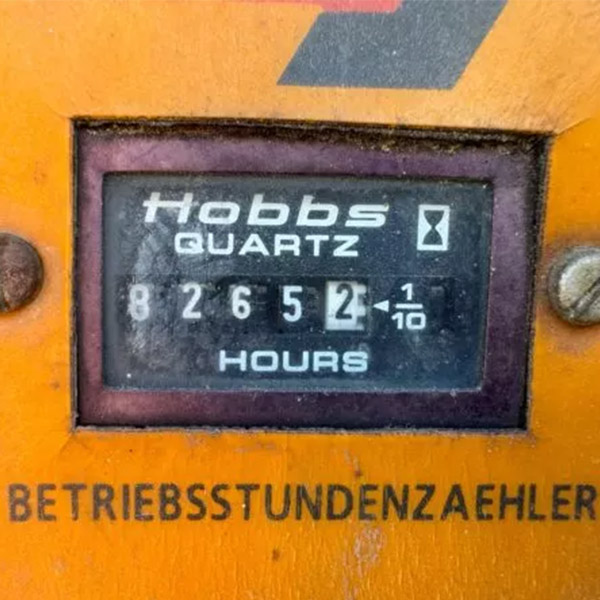 Hobbs
QUARTZ
8 2 6 5 2 ◄ 1/10
HOURS
BETRIEBSSTUNDENZAEHLER